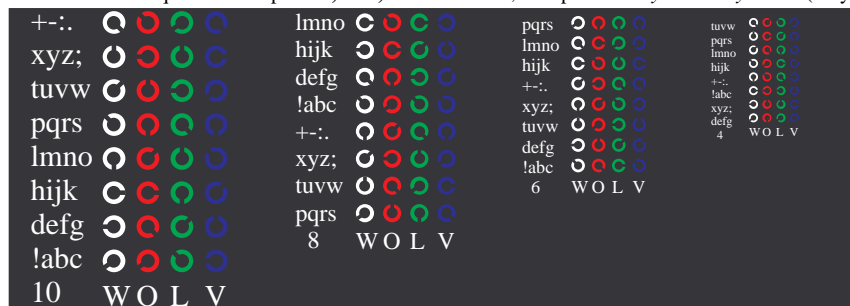 +-:.
xyz;
tuvw
pqrs
lmno
hijk
defg
!abc
10 W O L V
lmno
hijk
defg
!abc
+-:.
xyz;
tuvw
pqrs
8 W O L V
pqrs
lmno
hijk
+-:.
xyz;
tuvw
defg
!abc
6 W O L V
tuvw
pqrs
lmno
hijk
+-:.
!abc
xyz;
defg
4 W O L V